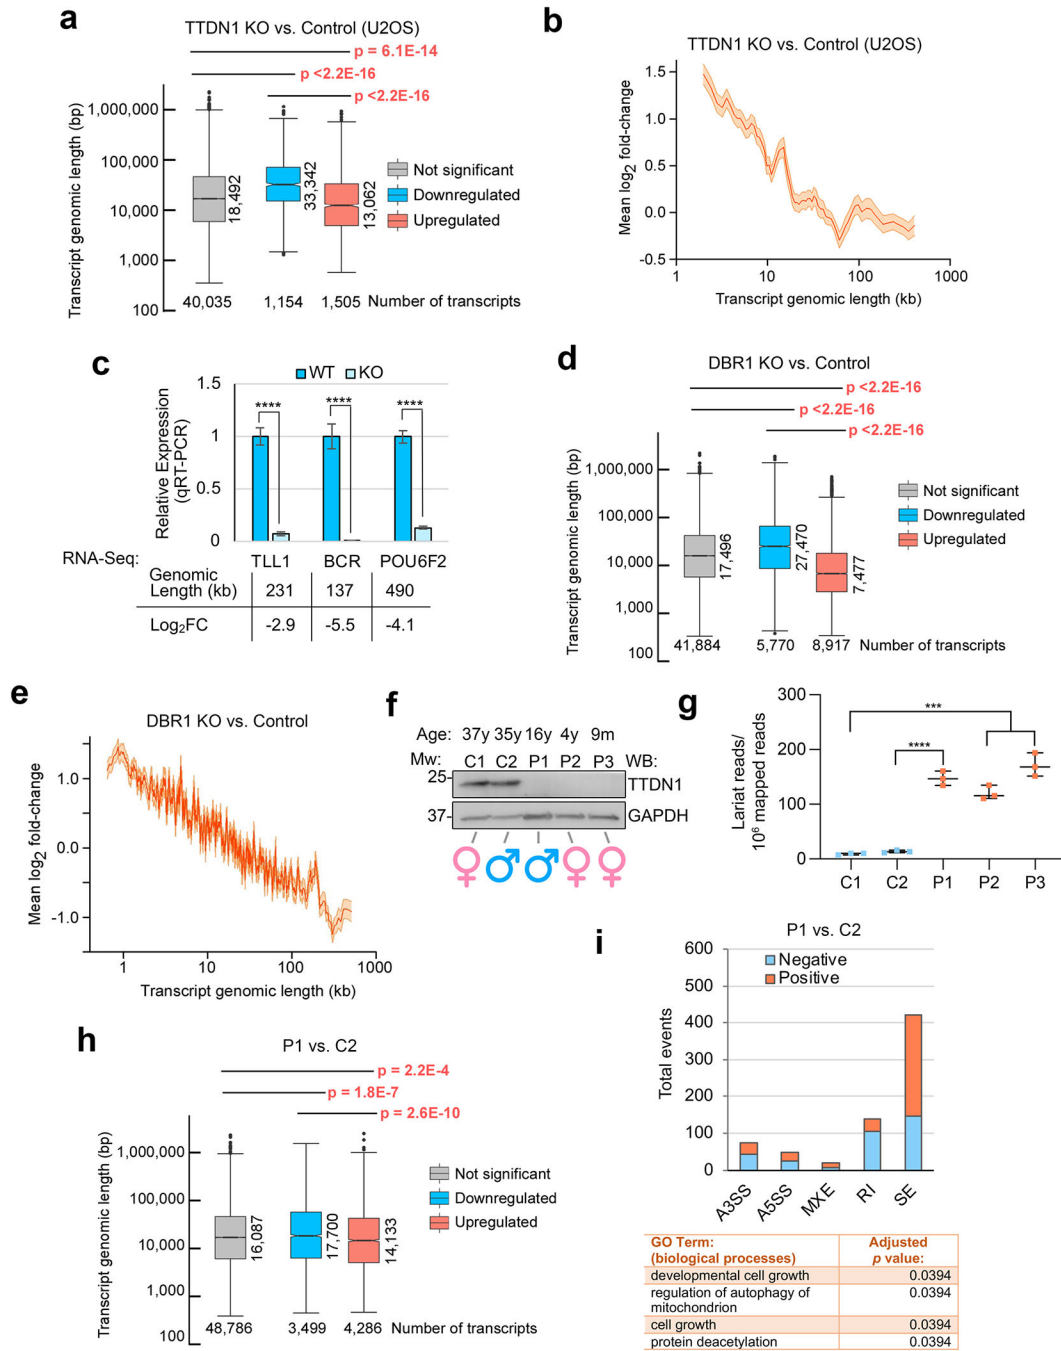 a
TTDN1 KO vs. Control (U2OS)
p = 6.1E-14
p <2.2E-16
p <2.2E-16
Transcript genomic length (bp)
1,000,000
100,000
10,000
1,000
100
18,492
33,342
13,062
Not significant
Downregulated
Upregulated
40,035 1,154 1,505 Number of transcripts
b
TTDN1 KO vs. Control (U2OS)
Mean log2 fold-change
1.5
1.0
0.5
0.0
-0.5
1 10 100 1000
Transcript genomic length (kb)
c
WT KO
Relative Expression
(qRT-PCR)
1.5
1
0.5
0
**** **** ****
RNA-Seq: TLL1 BCR POU6F2
Genomic
Length (kb) 231 137 490
Log2FC -2.9 -5.5 -4.1
d
DBR1 KO vs. Control
p <2.2E-16
p <2.2E-16
p <2.2E-16
Transcript genomic length (bp)
1,000,000
100,000
10,000
1,000
100
17,496
27,470
7,477
Not significant
Downregulated
Upregulated
41,884 5,770 8,917 Number of transcripts
e
DBR1 KO vs. Control
Mean log2 fold-change
1.0
0.0
-1.0
1 10 100 1000
Transcript genomic length (kb)
f
Age: 37y 35y 16y 4y 9m
Mw: C1 C2 P1 P2 P3 WB:
25- TTDN1
37- GAPDH
g
Lariat reads/
10⁶ mapped reads
300
200
100
0
***
****
C1 C2 P1 P2 P3
h
P1 vs. C2
p = 2.2E-4
p = 1.8E-7
p = 2.6E-10
Transcript genomic length (bp)
1,000,000
100,000
10,000
1,000
100
16,087
17,700
14,133
Not significant
Downregulated
Upregulated
48,786 3,499 4,286 Number of transcripts
i
P1 vs. C2
Total events
600
500
400
300
200
100
0
Negative
Positive
A3SS A5SS MXE RI SE
GO Term: Adjusted
(biological processes) p value:
developmental cell growth 0.0394
regulation of autophagy of 0.0394
mitochondrion
cell growth 0.0394
protein deacetylation 0.0394